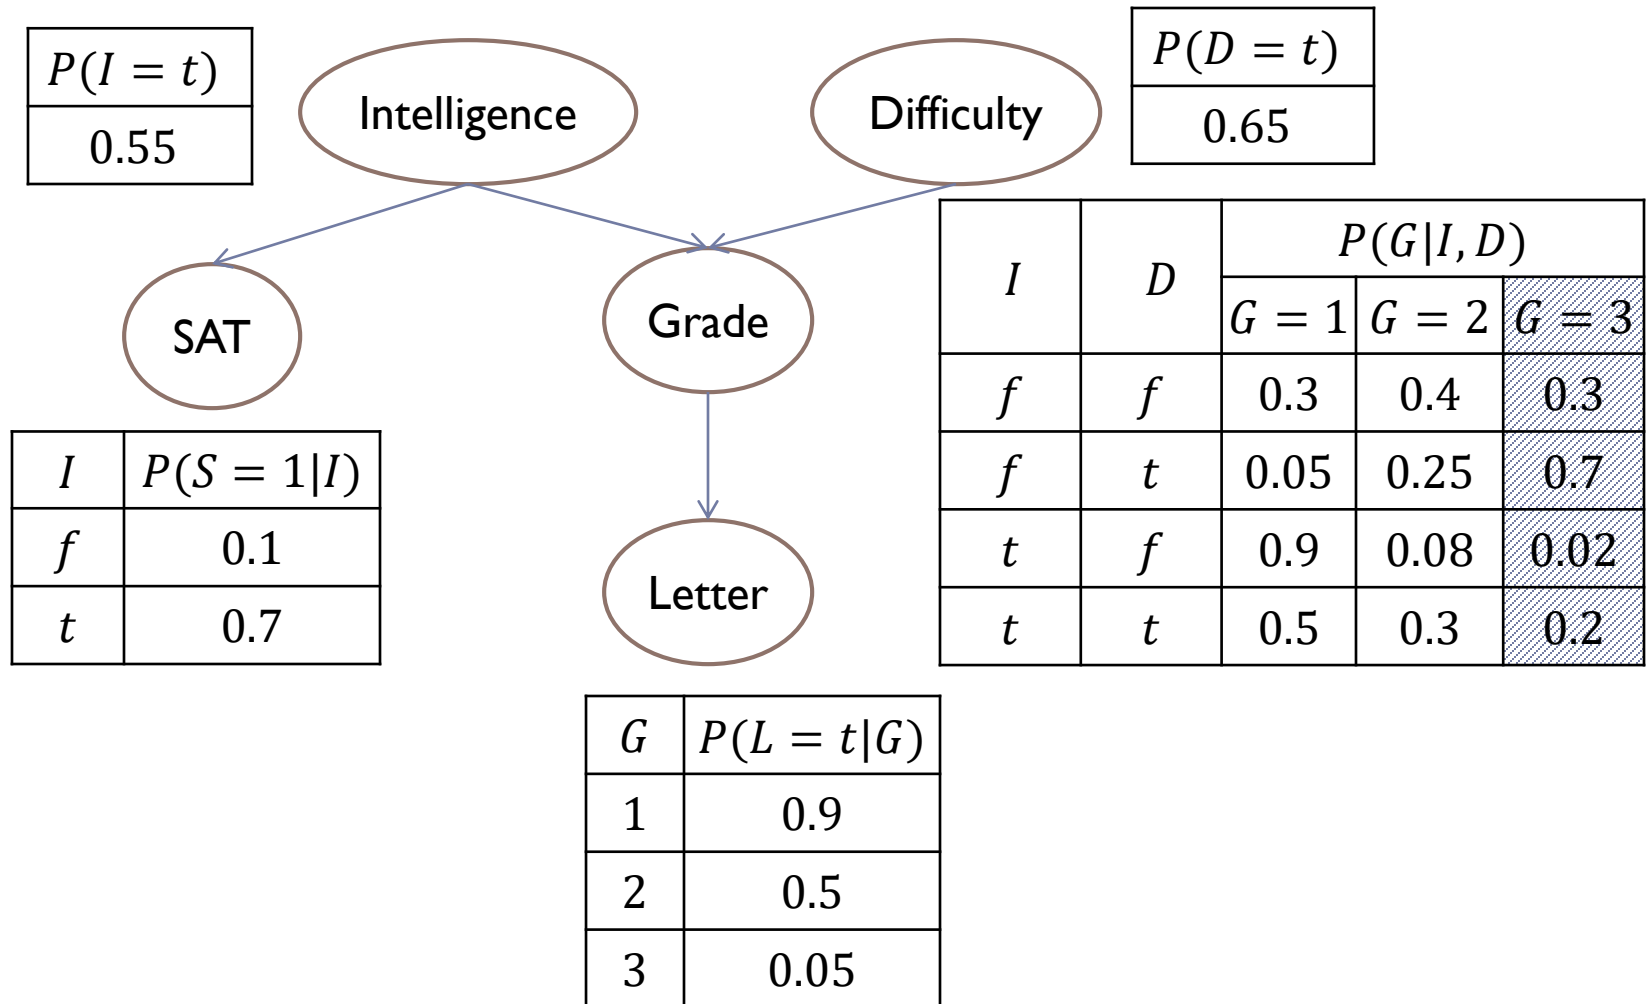 P(I = t)
0.55
Intelligence
Difficulty
P(D = t)
0.65
SAT
Grade
Letter
I P(S = 1|I)
f 0.1
t 0.7
I D P(G|I, D)
G = 1 G = 2 G = 3
f f 0.3 0.4 0.3
f t 0.05 0.25 0.7
t f 0.9 0.08 0.02
t t 0.5 0.3 0.2
G P(L = t|G)
1 0.9
2 0.5
3 0.05